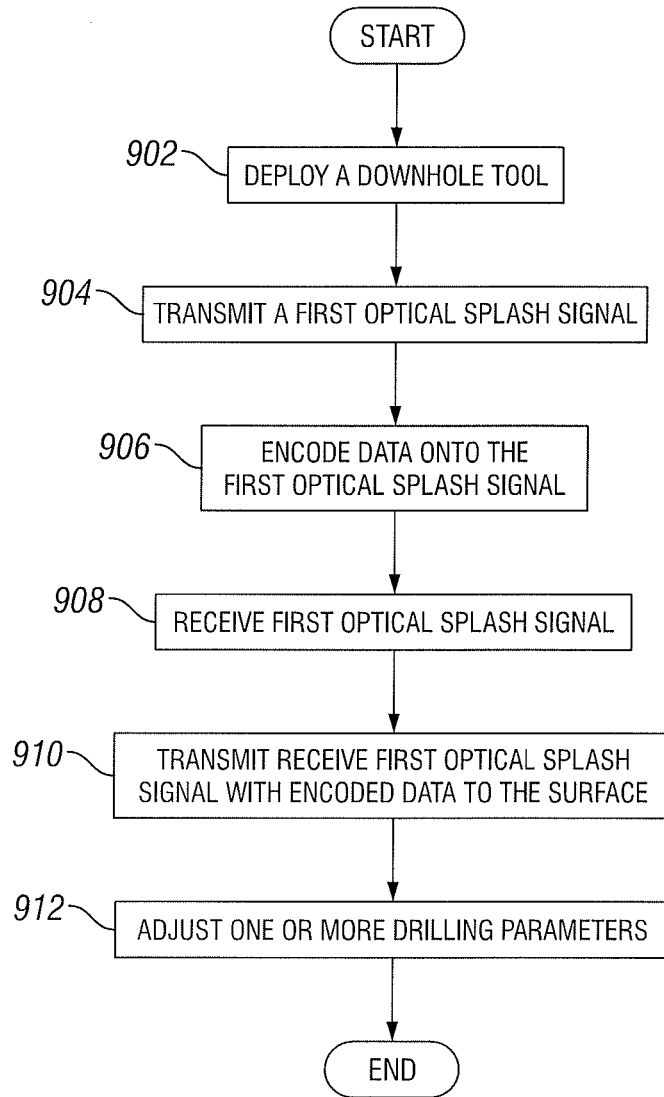 START
902
DEPLOY A DOWNHOLE TOOL
904
TRANSMIT A FIRST OPTICAL SPLASH SIGNAL
906
ENCODE DATA ONTO THE
FIRST OPTICAL SPLASH SIGNAL
908
RECEIVE FIRST OPTICAL SPLASH SIGNAL
910
TRANSMIT RECEIVE FIRST OPTICAL SPLASH
SIGNAL WITH ENCODED DATA TO THE SURFACE
912
ADJUST ONE OR MORE DRILLING PARAMETERS
END